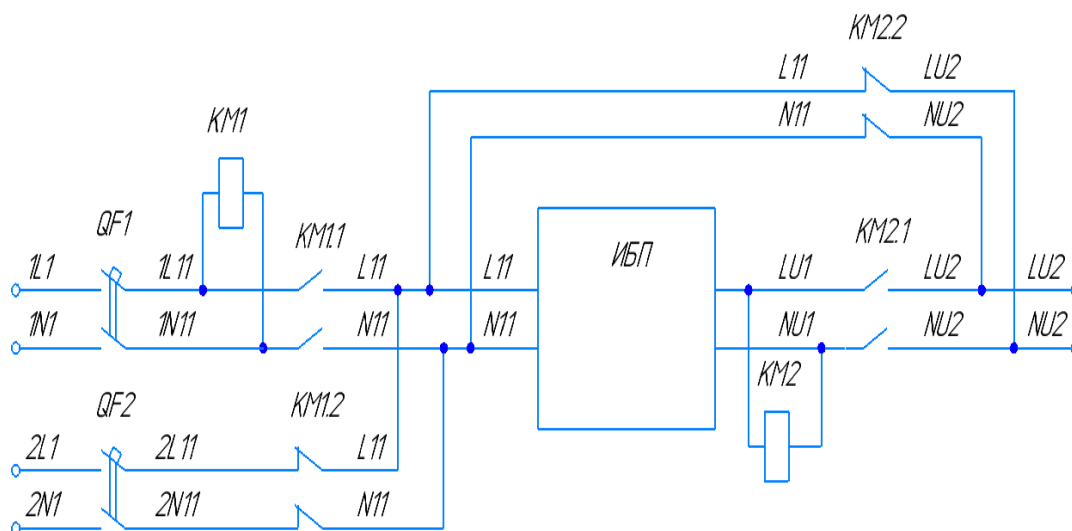 KM2.2
L11 LU2
KM1
N11 NU2
QF1
KM1.1
ИБП
KM2.1
1L1 1L11 L11 L11 LU1 LU2 LU2
1N1 1N11 N11 N11 NU1 NU2 NU2
KM2
QF2 KM1.2
2L1 2L11 L11
2N1 2N11 N11